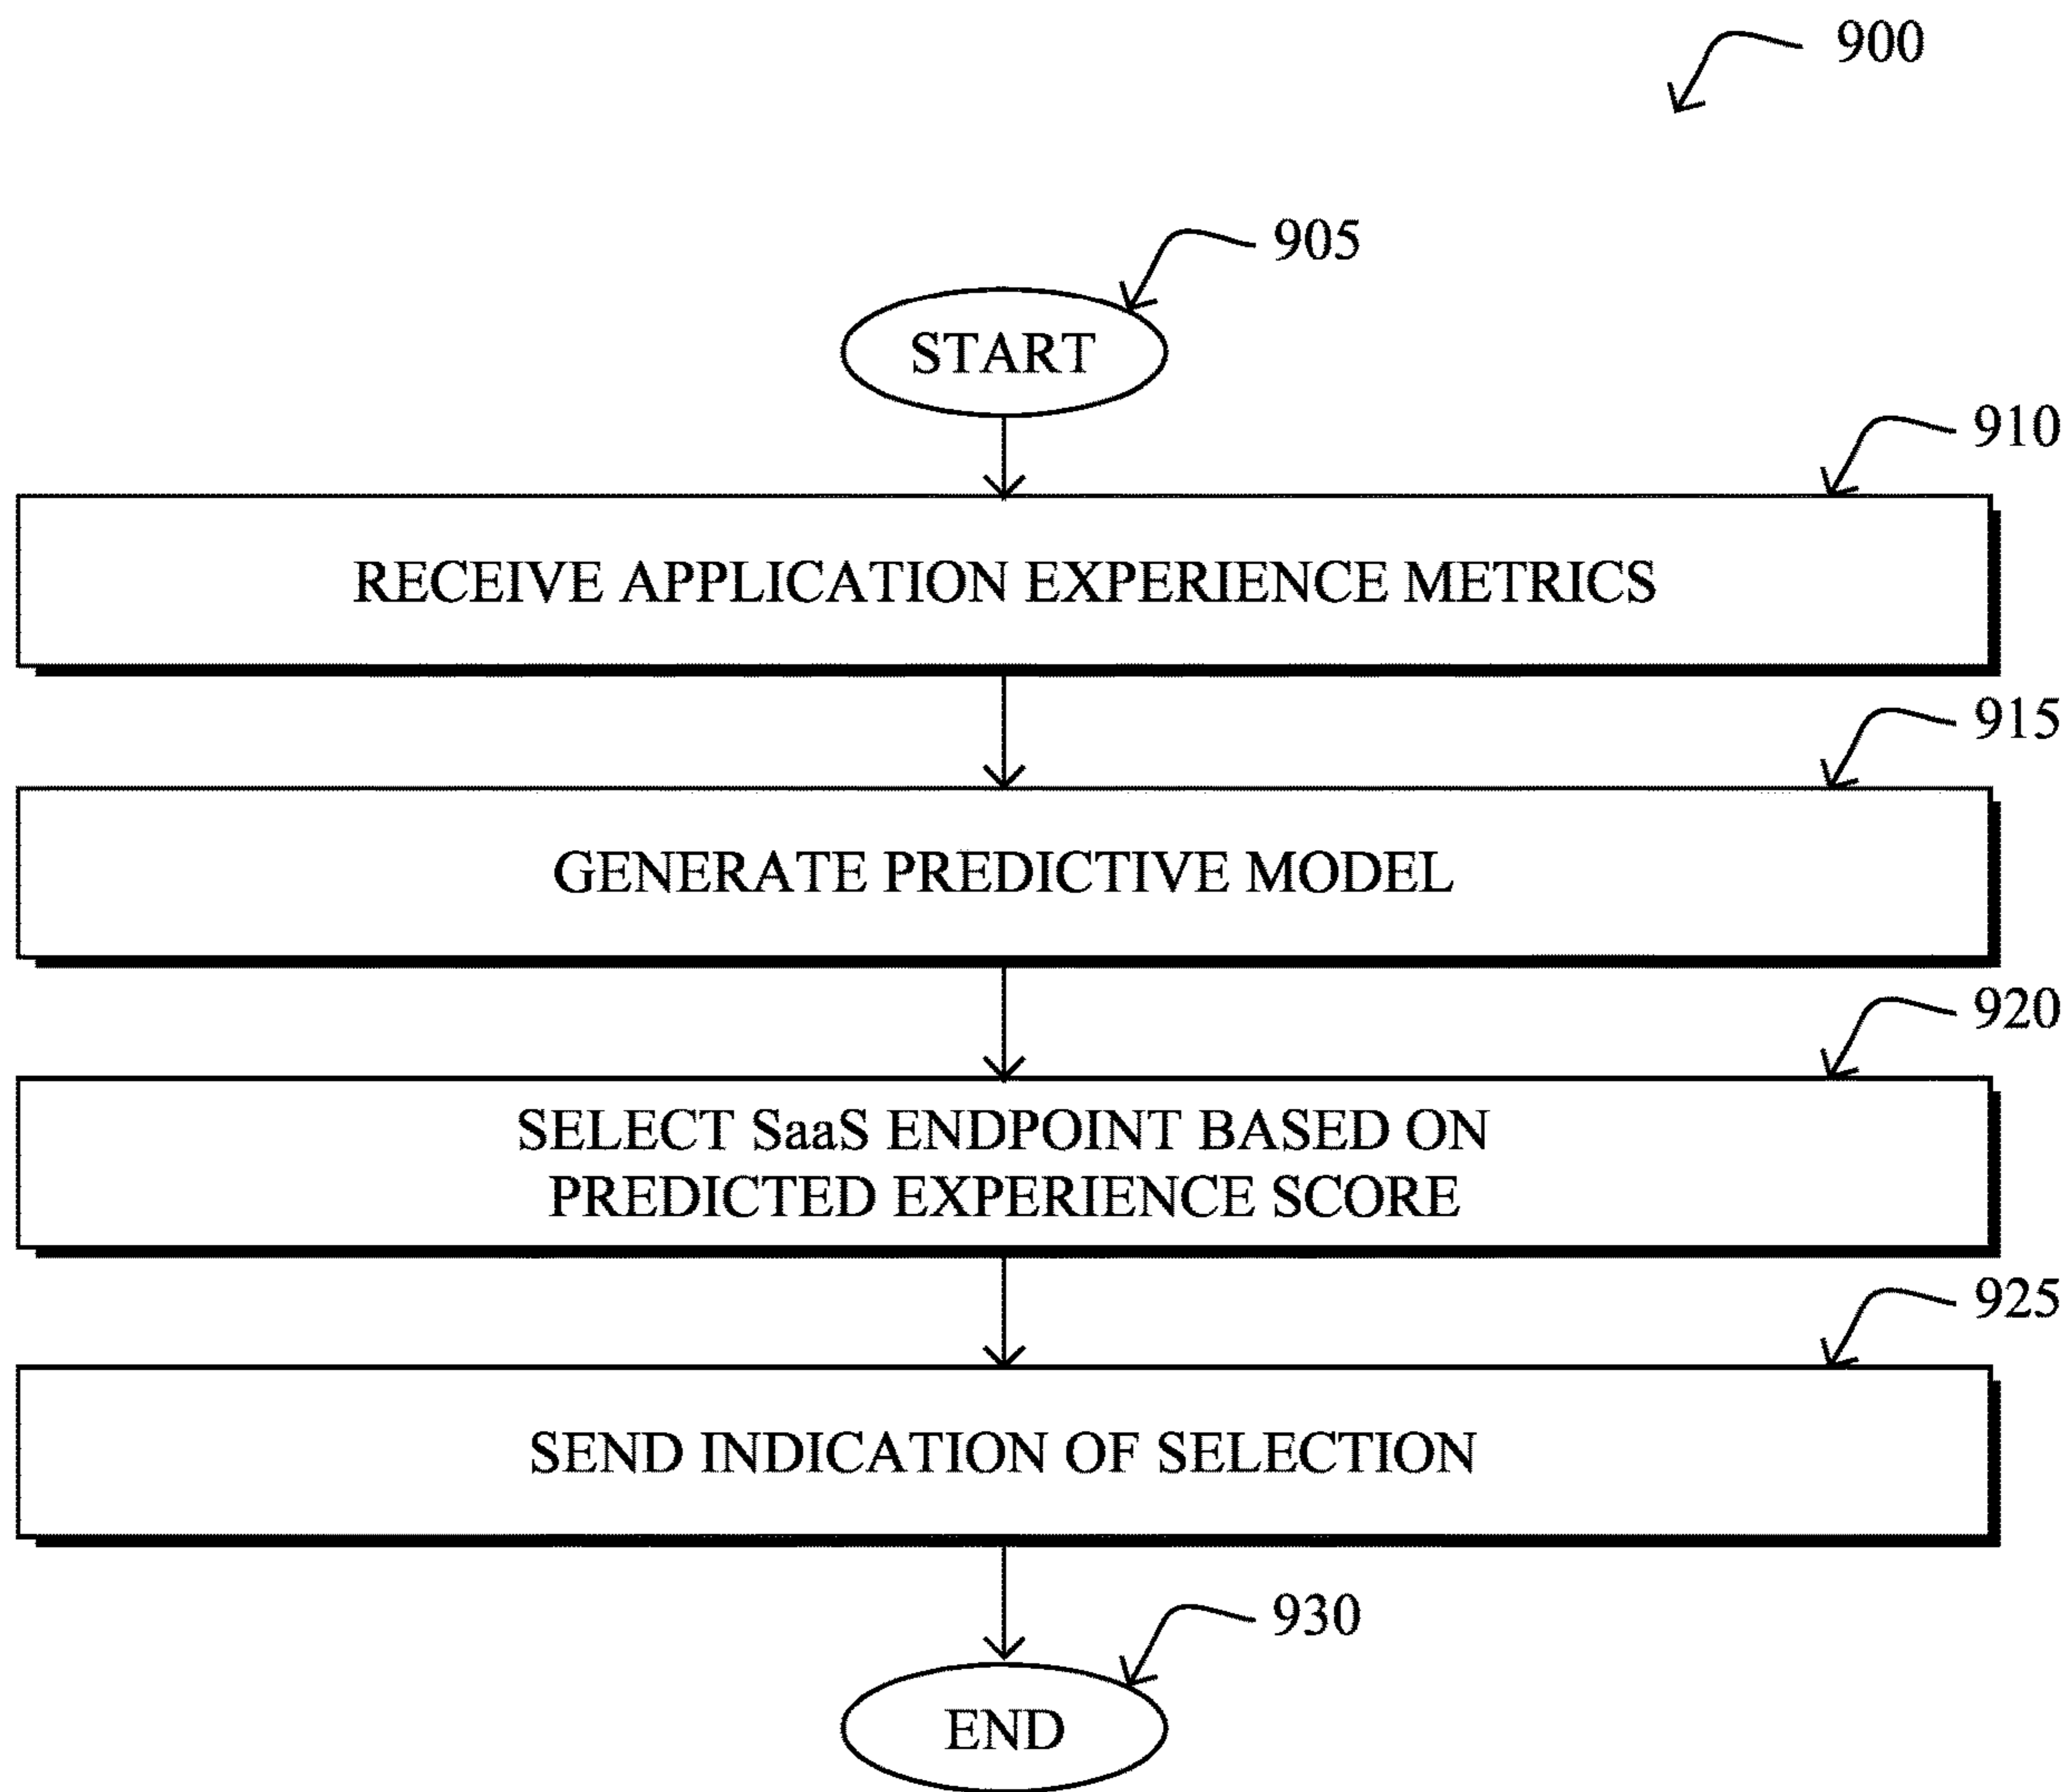 900
905
START
910
RECEIVE APPLICATION EXPERIENCE METRICS
915
GENERATE PREDICTIVE MODEL
920
SELECT SaaS ENDPOINT BASED ON
PREDICTED EXPERIENCE SCORE
925
SEND INDICATION OF SELECTION
930
END